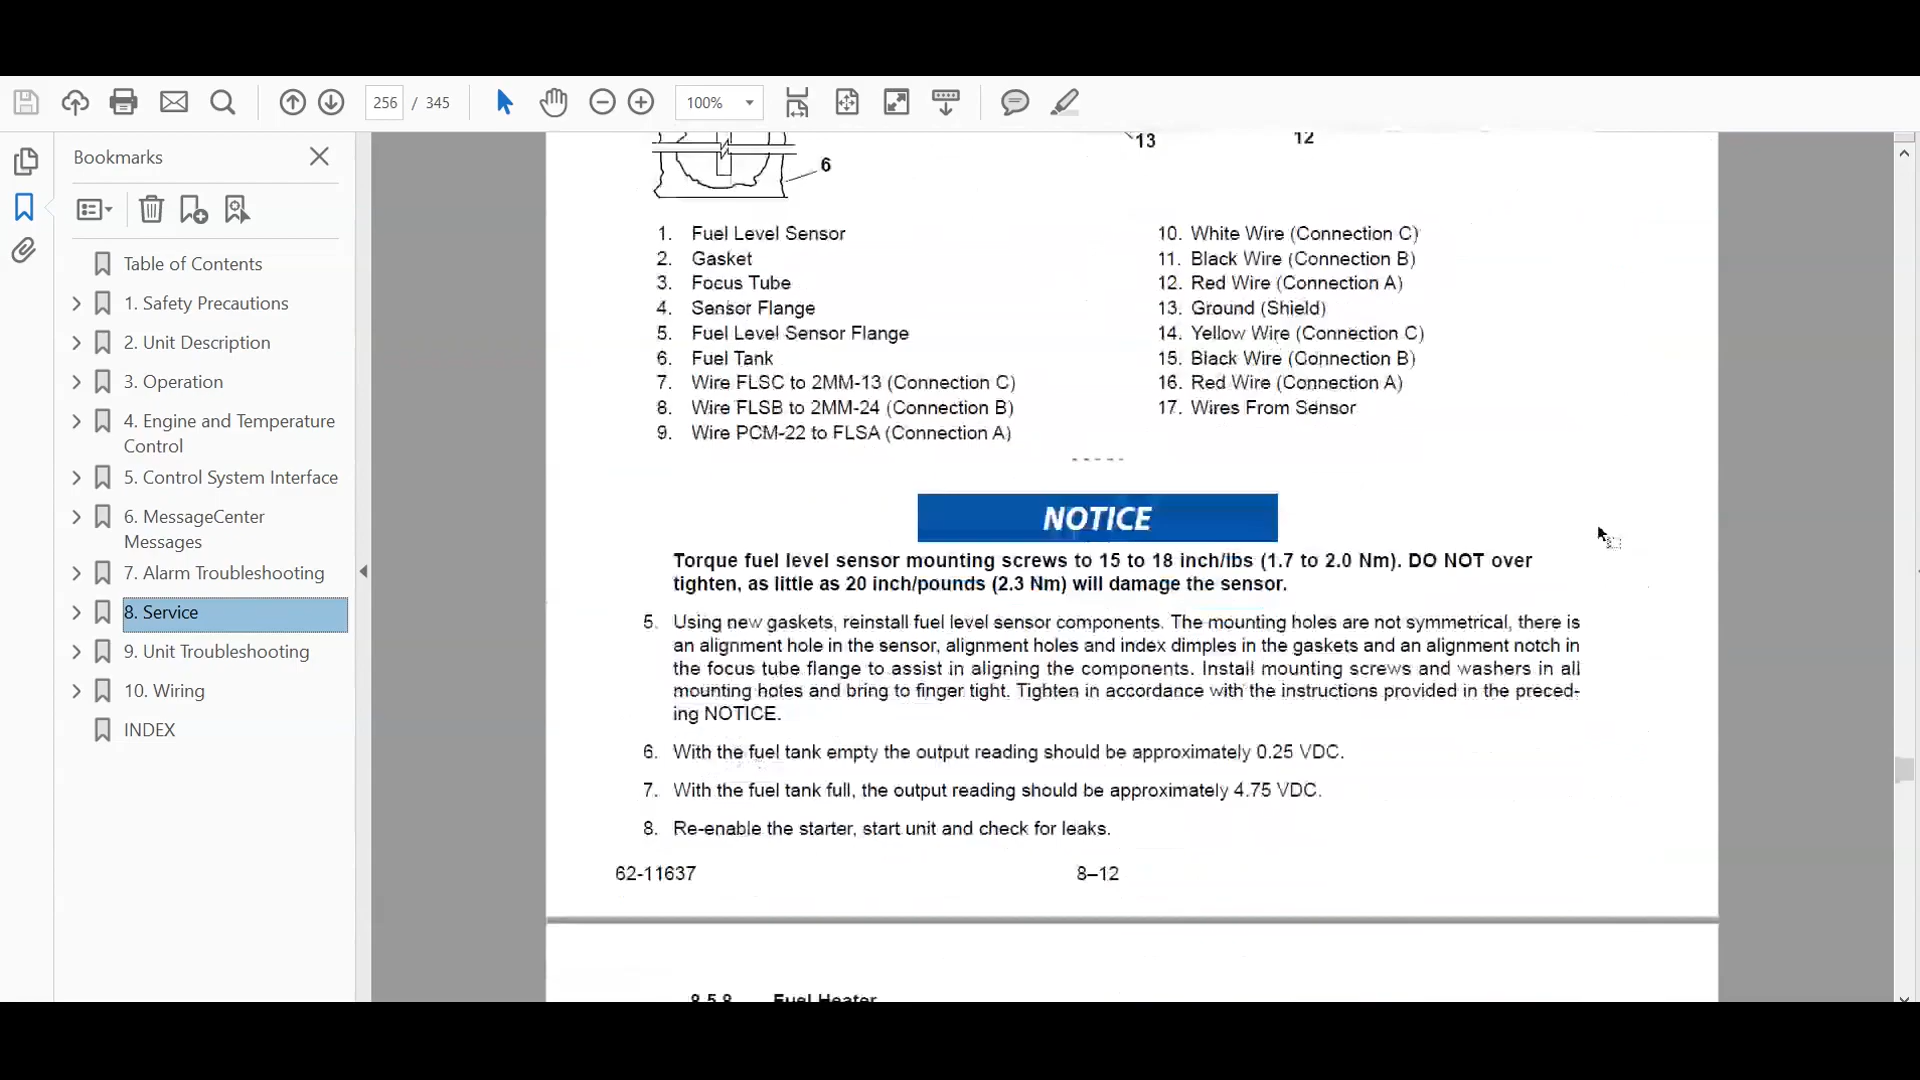 256 / 345
100%
Bookmarks
Table of Contents
1. Safety Precautions
2. Unit Description
3. Operation
4. Engine and Temperature
Control
5. Control System Interface
6. MessageCenter
Messages
7. Alarm Troubleshooting
8. Service
9. Unit Troubleshooting
10. Wiring
INDEX
13
12
6
1. Fuel Level Sensor
2. Gasket
3. Focus Tube
4. Sensor Flange
5. Fuel Level Sensor Flange
6. Fuel Tank
7. Wire FLSC to 2MM-13 (Connection C)
8. Wire FLSB to 2MM-24 (Connection B)
9. Wire PCM-22 to FLSA (Connection A)
10. White Wire (Connection C)
11. Black Wire (Connection B)
12. Red Wire (Connection A)
13. Ground (Shield)
14. Yellow Wire (Connection C)
15. Black Wire (Connection B)
16. Red Wire (Connection A)
17. Wires From Sensor
- - - - -
NOTICE
Torque fuel level sensor mounting screws to 15 to 18 inch/lbs (1.7 to 2.0 Nm). DO NOT over
tighten, as little as 20 inch/pounds (2.3 Nm) will damage the sensor.
5. Using new gaskets, reinstall fuel level sensor components. The mounting holes are not symmetrical, there is
an alignment hole in the sensor, alignment holes and index dimples in the gaskets and an alignment notch in
the focus tube flange to assist in aligning the components. Install mounting screws and washers in all
mounting holes and bring to finger tight. Tighten in accordance with the instructions provided in the preced-
ing NOTICE.
6. With the fuel tank empty the output reading should be approximately 0.25 VDC.
7. With the fuel tank full, the output reading should be approximately 4.75 VDC.
8. Re-enable the starter, start unit and check for leaks.
62-11637
8–12
8.5.8 Fuel Heater